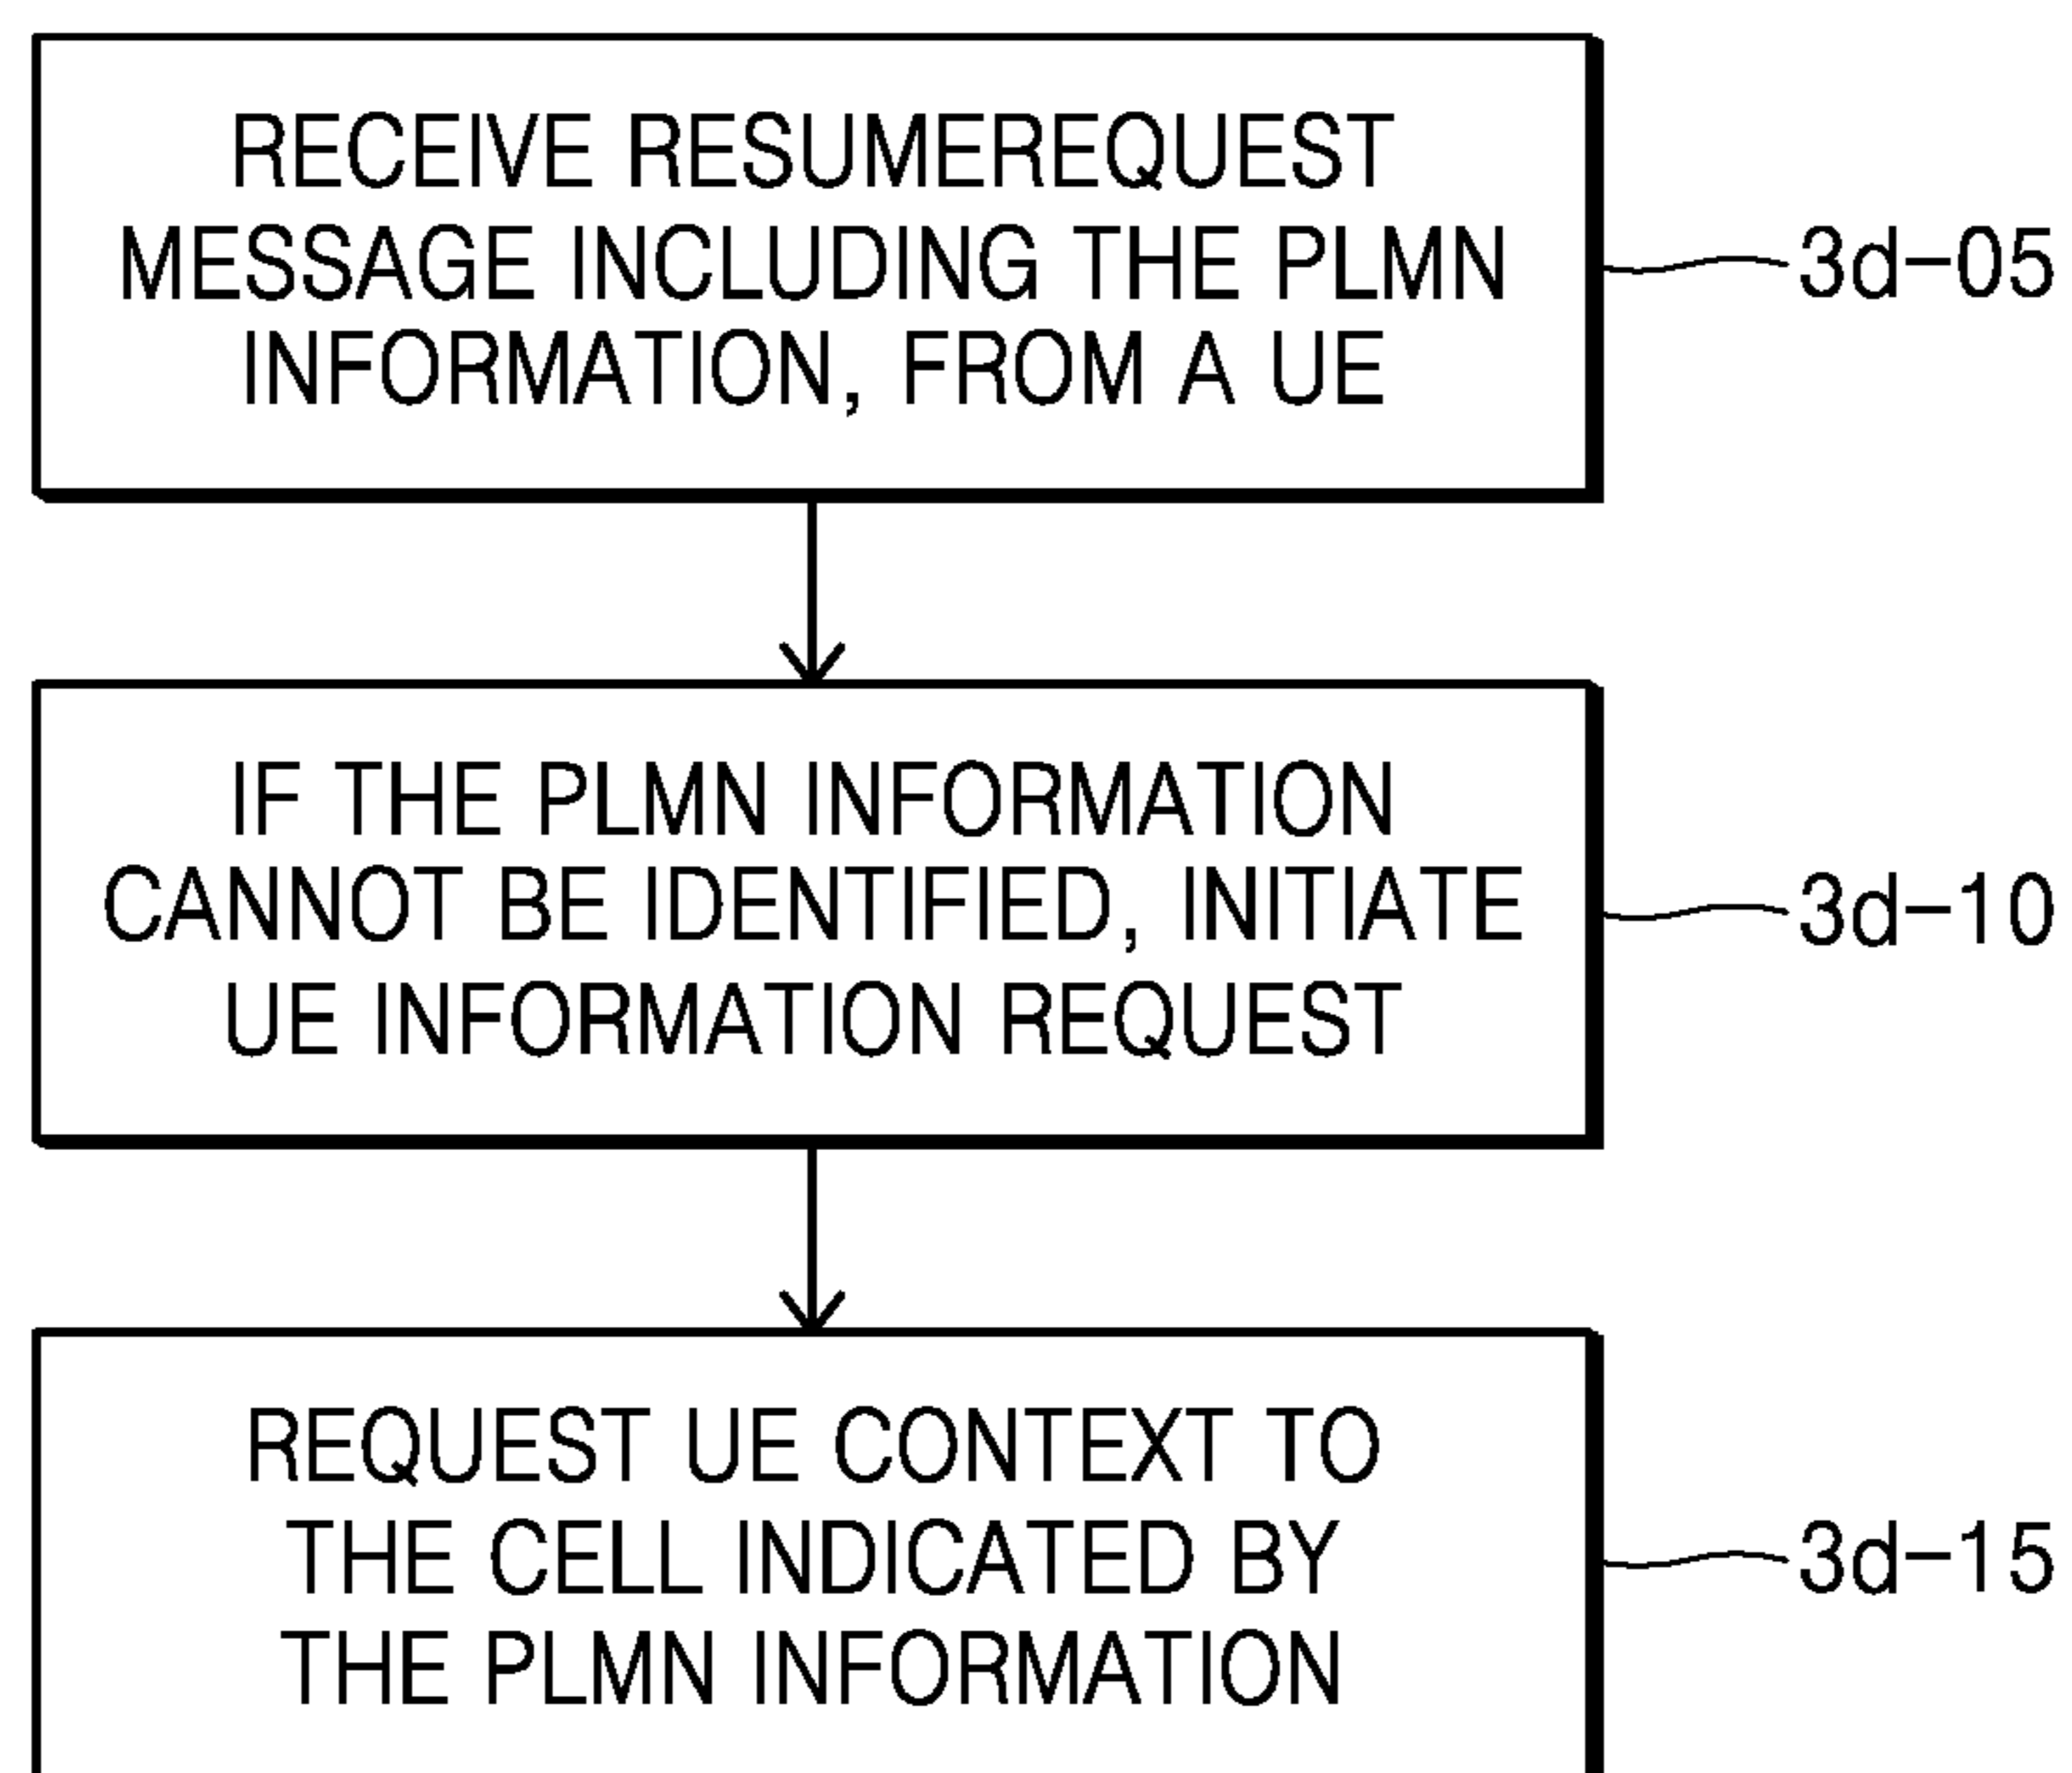 RECEIVE RESUMEREQUEST
MESSAGE INCLUDING THE PLMN
INFORMATION, FROM A UE
3d-05
IF THE PLMN INFORMATION
CANNOT BE IDENTIFIED, INITIATE
UE INFORMATION REQUEST
3d-10
REQUEST UE CONTEXT TO
THE CELL INDICATED BY
THE PLMN INFORMATION
3d-15